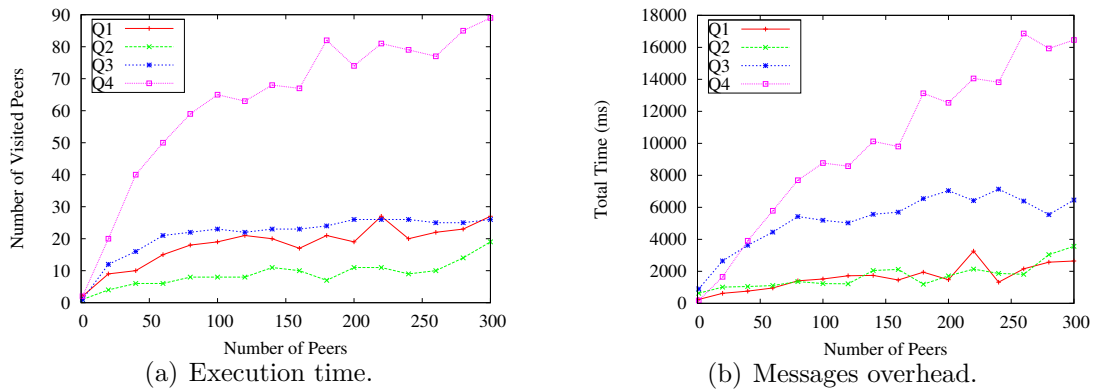 90
80
70
60
50
40
30
20
10
0
Number of Visited Peers
Q1
Q2
Q3
Q4
0 50 100 150 200 250 300
Number of Peers
(a) Execution time.
18000
16000
14000
12000
10000
8000
6000
4000
2000
0
Total Time (ms)
Q1
Q2
Q3
Q4
0 50 100 150 200 250 300
Number of Peers
(b) Messages overhead.